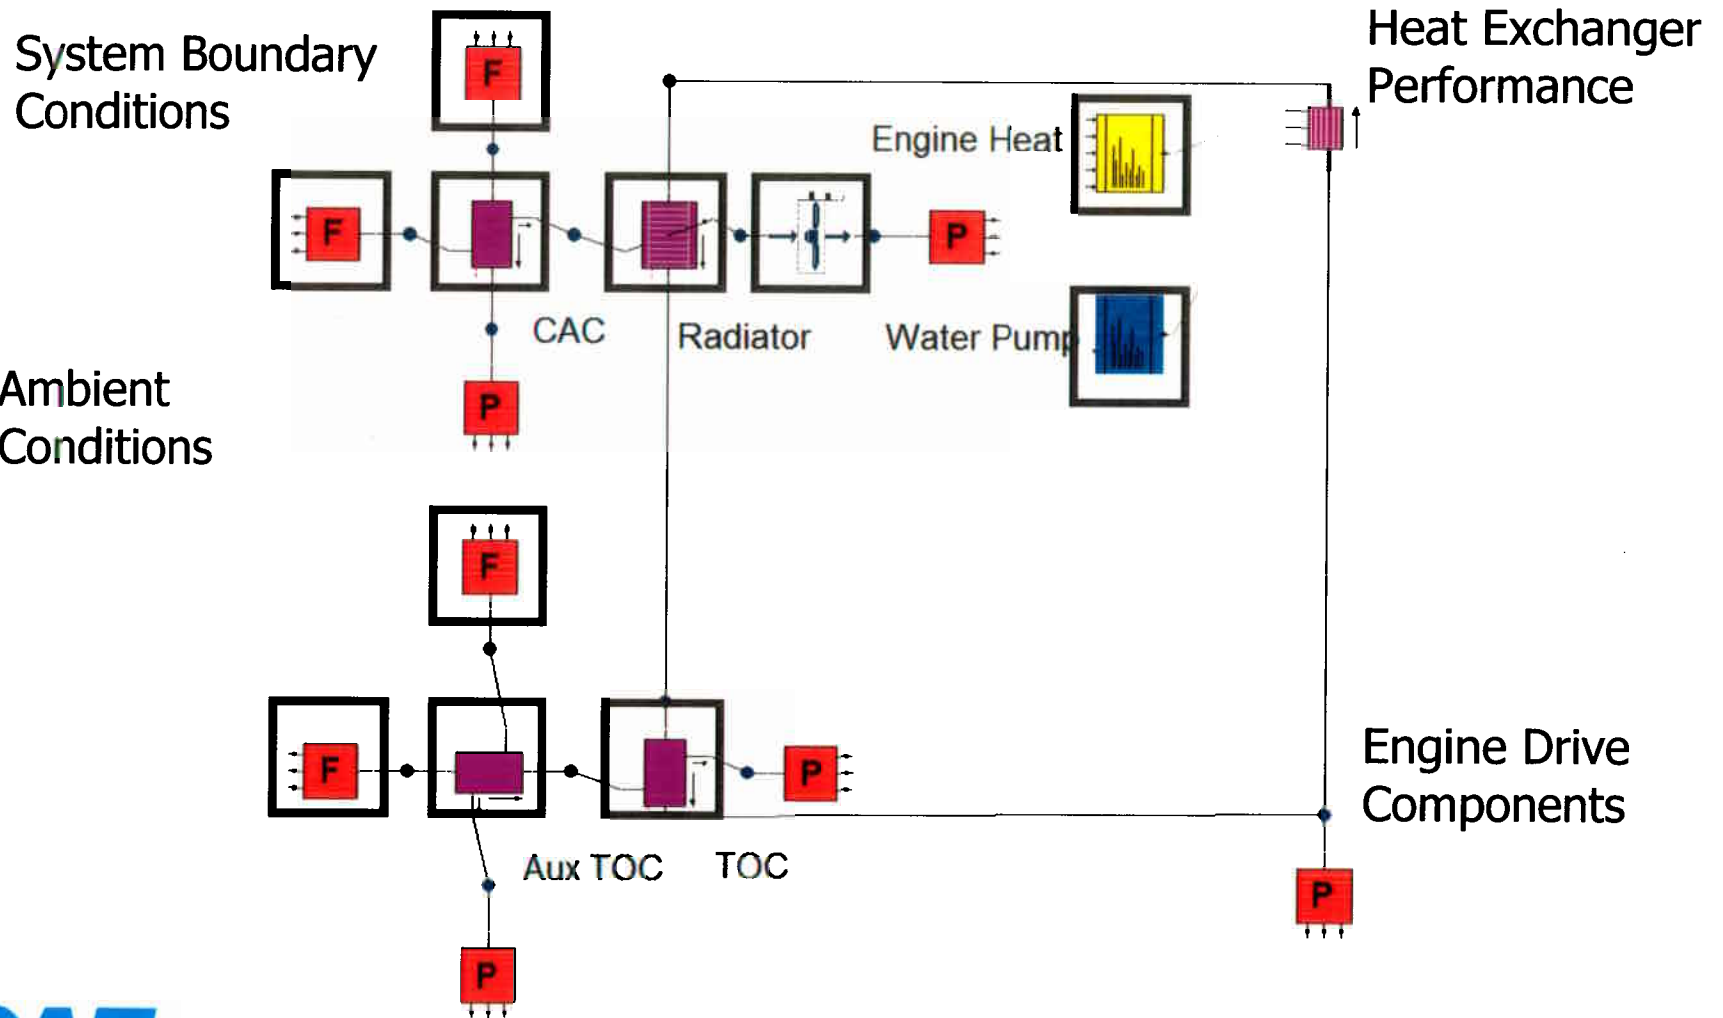 System Boundary
Conditions
F
Heat Exchanger
Performance
Engine Heat
F
P
CAC
Radiator
Water Pump
Ambient
Conditions
P
F
F
P
Engine Drive
Components
Aux TOC
TOC
P
P